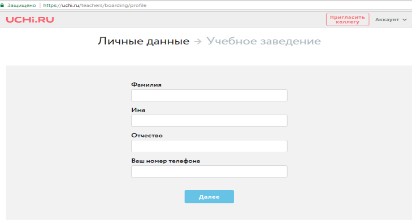 Защищено | https://uchi.ru/teachers/boarding/profile
UCHi.RU
Пригласить
коллегу
Аккаунт
Личные данные → Учебное заведение
Фамилия
Имя
Отчество
Ваш номер телефона
Далее